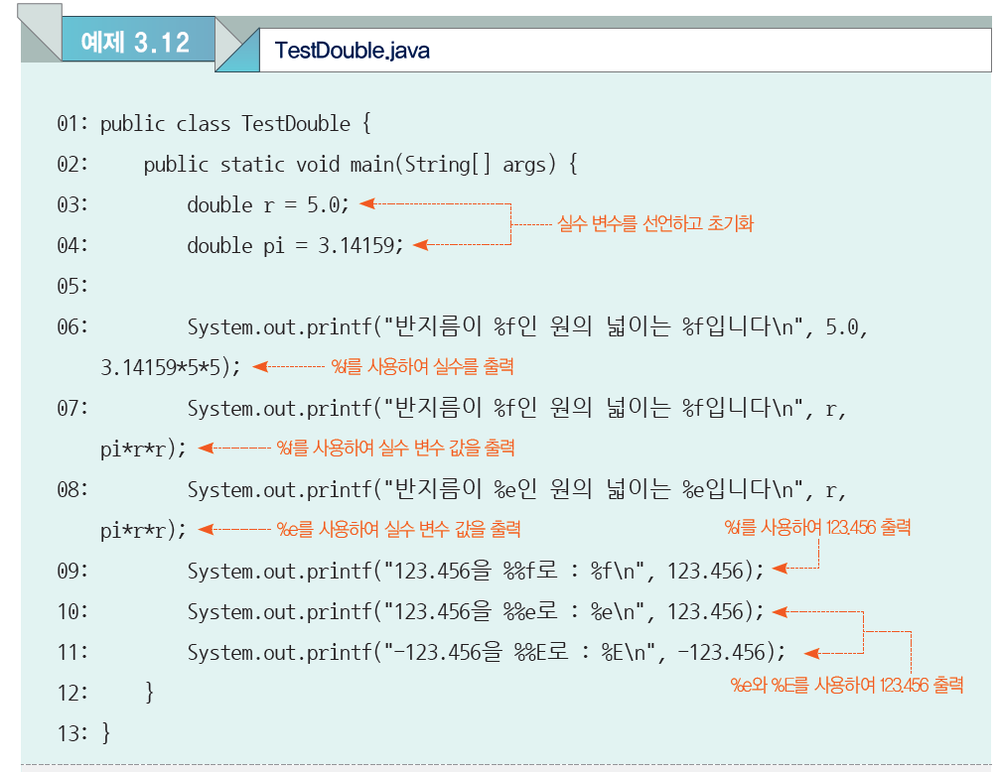 예제 3.12
TestDouble.java
01: public class TestDouble {
02:     public static void main(String[] args) {
03:         double r = 5.0;
실수 변수를 선언하고 초기화
04:         double pi = 3.14159;
05:
06:         System.out.printf("반지름이 %f인 원의 넓이는 %f입니다\n", 5.0,
3.14159*5*5); %f를 사용하여 실수를 출력
07:         System.out.printf("반지름이 %f인 원의 넓이는 %f입니다\n", r,
pi*r*r); %f를 사용하여 실수 변수 값을 출력
08:         System.out.printf("반지름이 %e인 원의 넓이는 %e입니다\n", r,
pi*r*r); %e를 사용하여 실수 변수 값을 출력
%f를 사용하여 123.456 출력
09:         System.out.printf("123.456을 %%f로 : %f\n", 123.456);
10:         System.out.printf("123.456을 %%e로 : %e\n", 123.456);
11:         System.out.printf("-123.456을 %%E로 : %E\n", -123.456);
%e와 %E를 사용하여 123.456 출력
12:     }
13: }